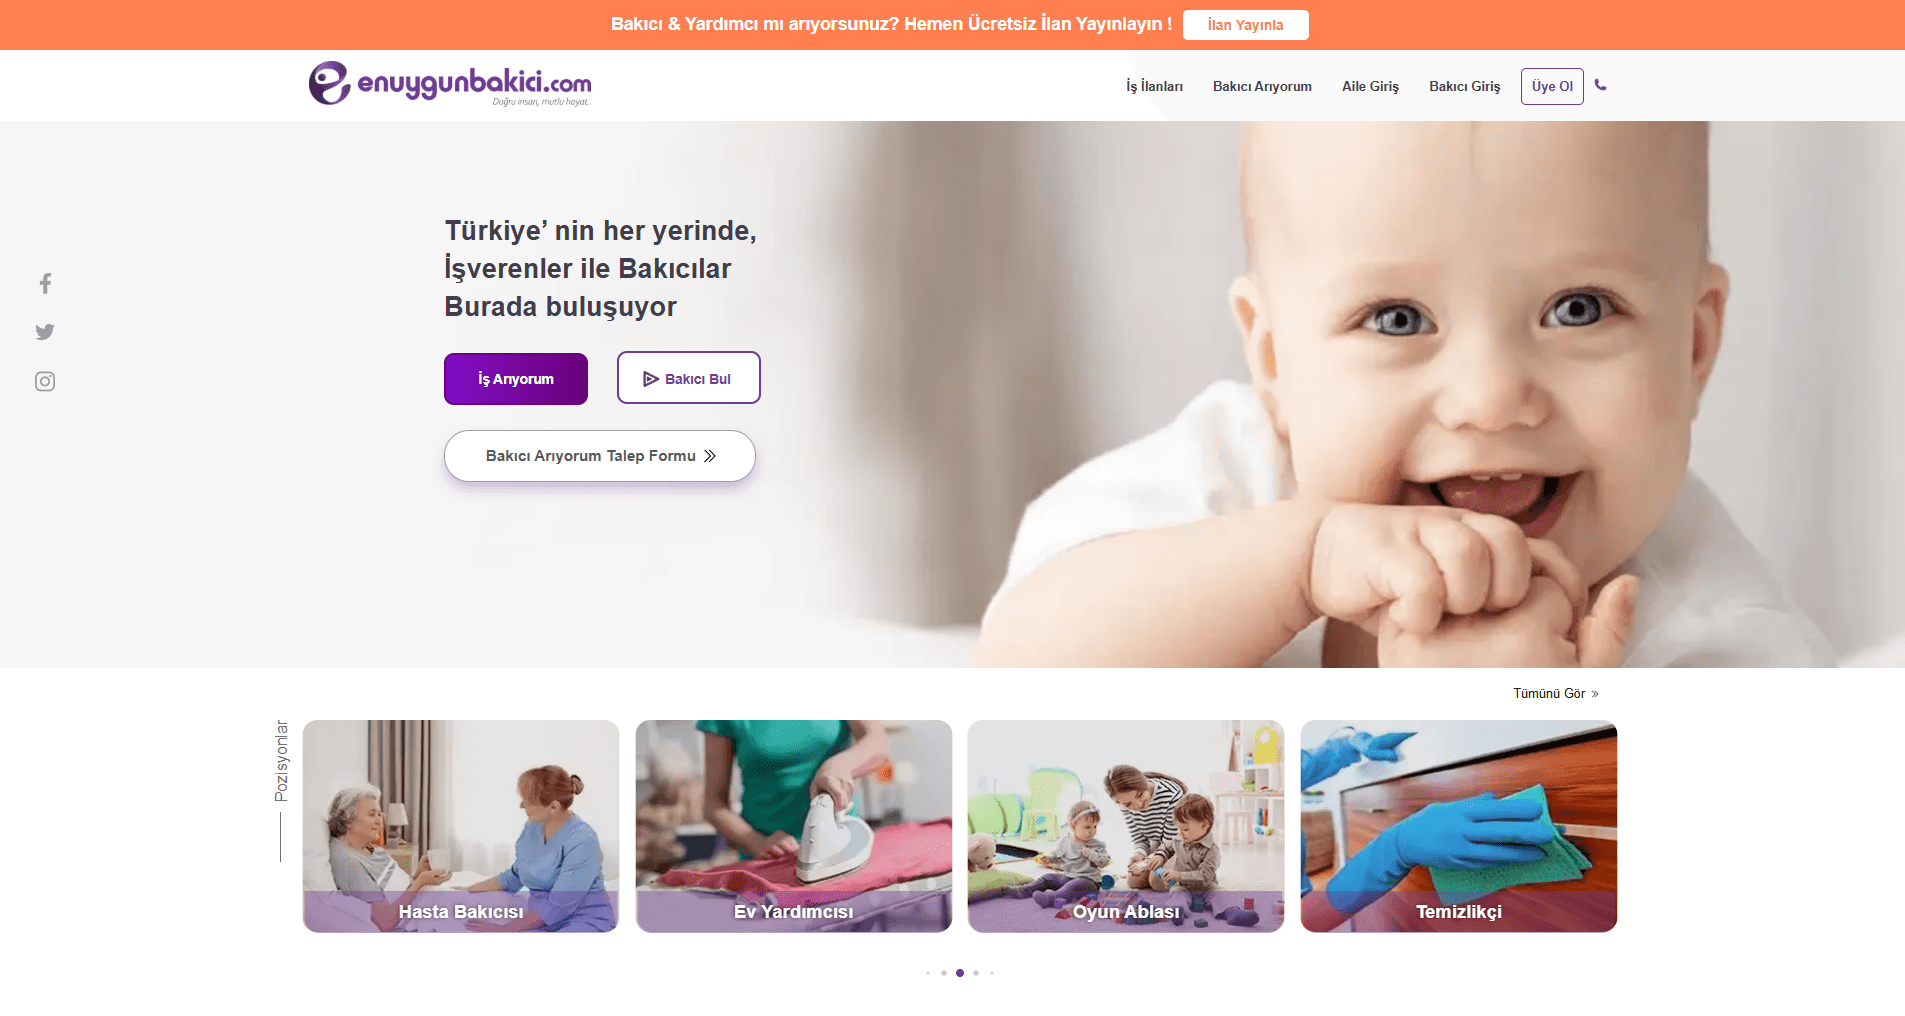 Bakıcı & Yardımcı mı arıyorsunuz? Hemen Ücretsiz İlan Yayınlayın !
İlan Yayınla
enuygunbakici.com
Doğru insan, mutlu hayat..
İş İlanları
Bakıcı Arıyorum
Aile Giriş
Bakıcı Giriş
Üye Ol
Türkiye’ nin her yerinde,
İşverenler ile Bakıcılar
Burada buluşuyor
İş Arıyorum
Bakıcı Bul
Bakıcı Arıyorum Talep Formu
Tümünü Gör
Pozisyonlar
Hasta Bakıcısı
Ev Yardımcısı
Oyun Ablası
Temizlikçi